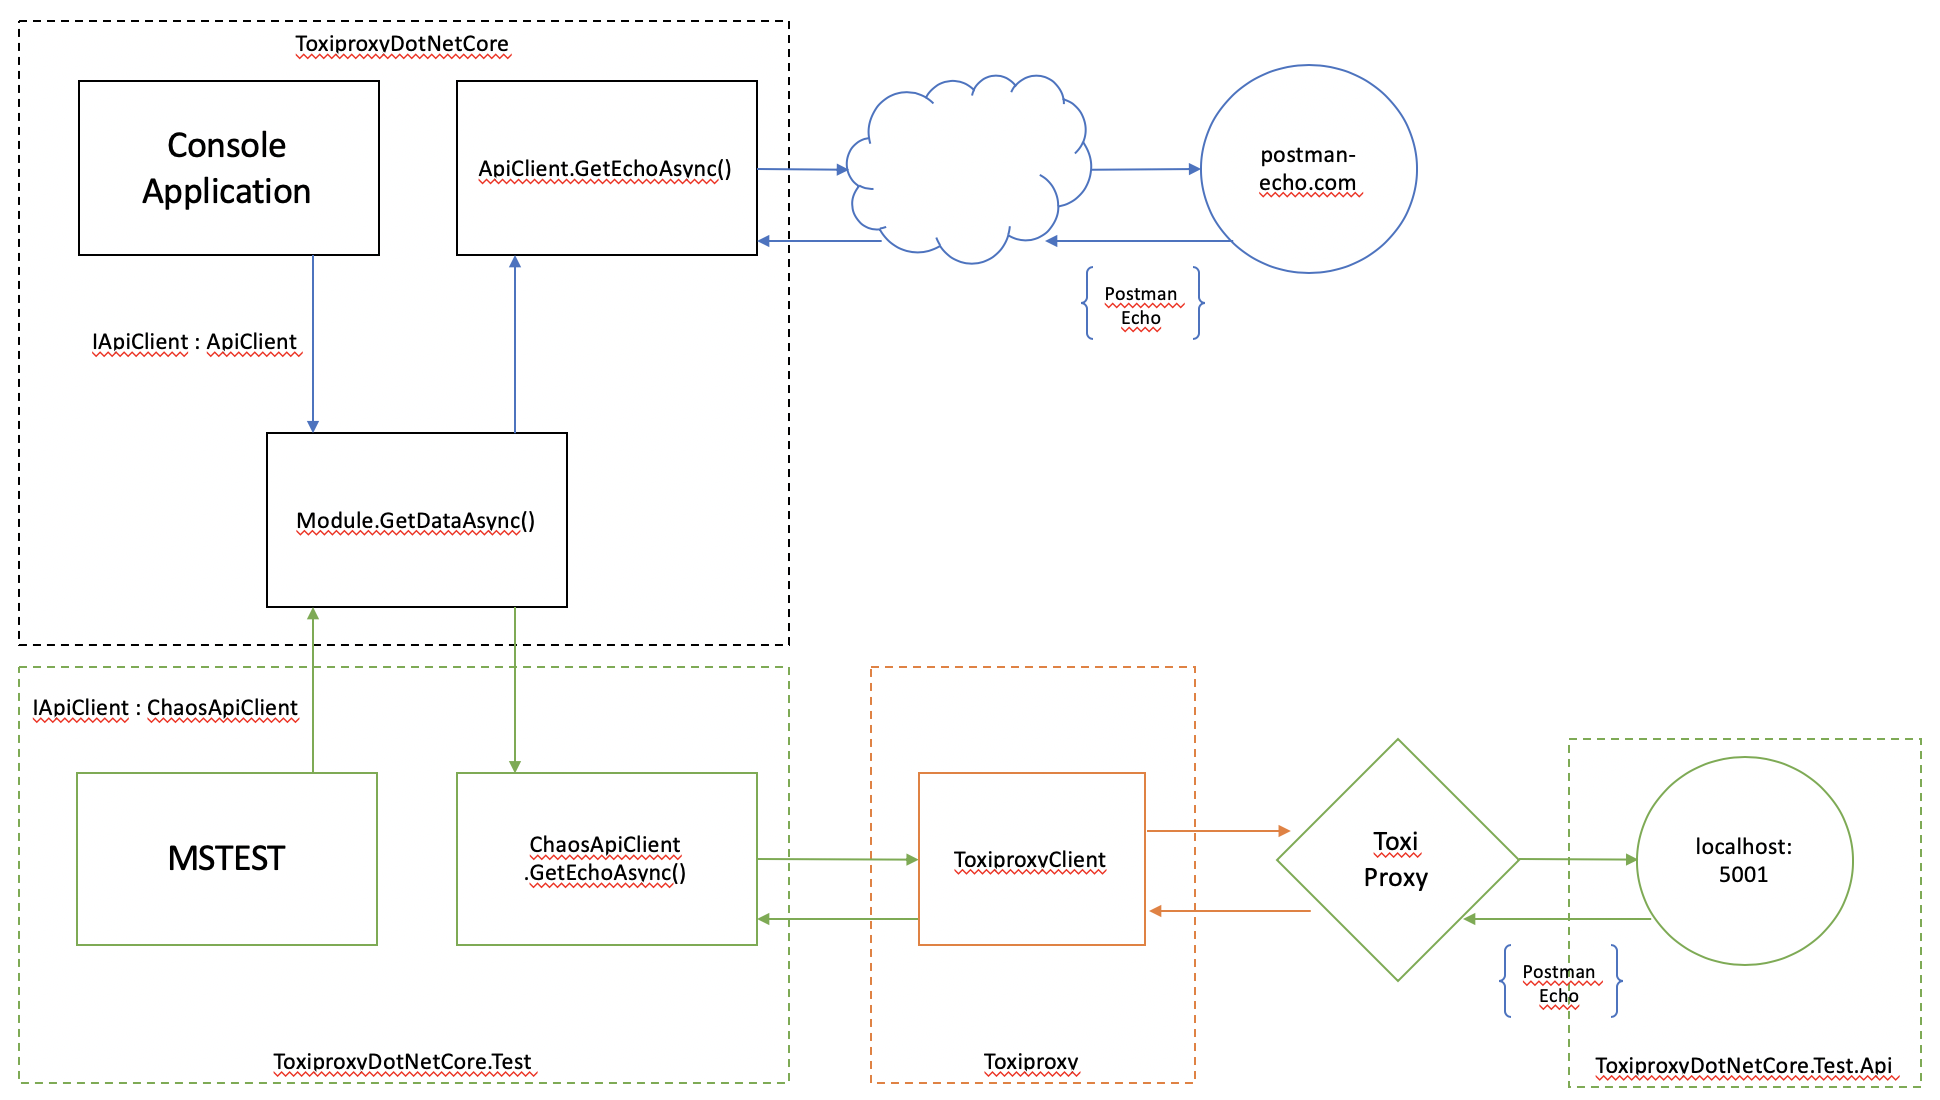 ToxiproxyDotNetCore
Console
Application
ApiClient.GetEchoAsync()
postman-
echo.com
Postman
Echo
IApiClient : ApiClient
Module.GetDataAsync()
IApiClient : ChaosApiClient
MSTEST
ChaosApiClient
.GetEchoAsync()
ToxiproxyClient
Toxi
Proxy
localhost:
5001
Postman
Echo
ToxiproxyDotNetCore.Test
Toxiproxy
ToxiproxyDotNetCore.Test.Api